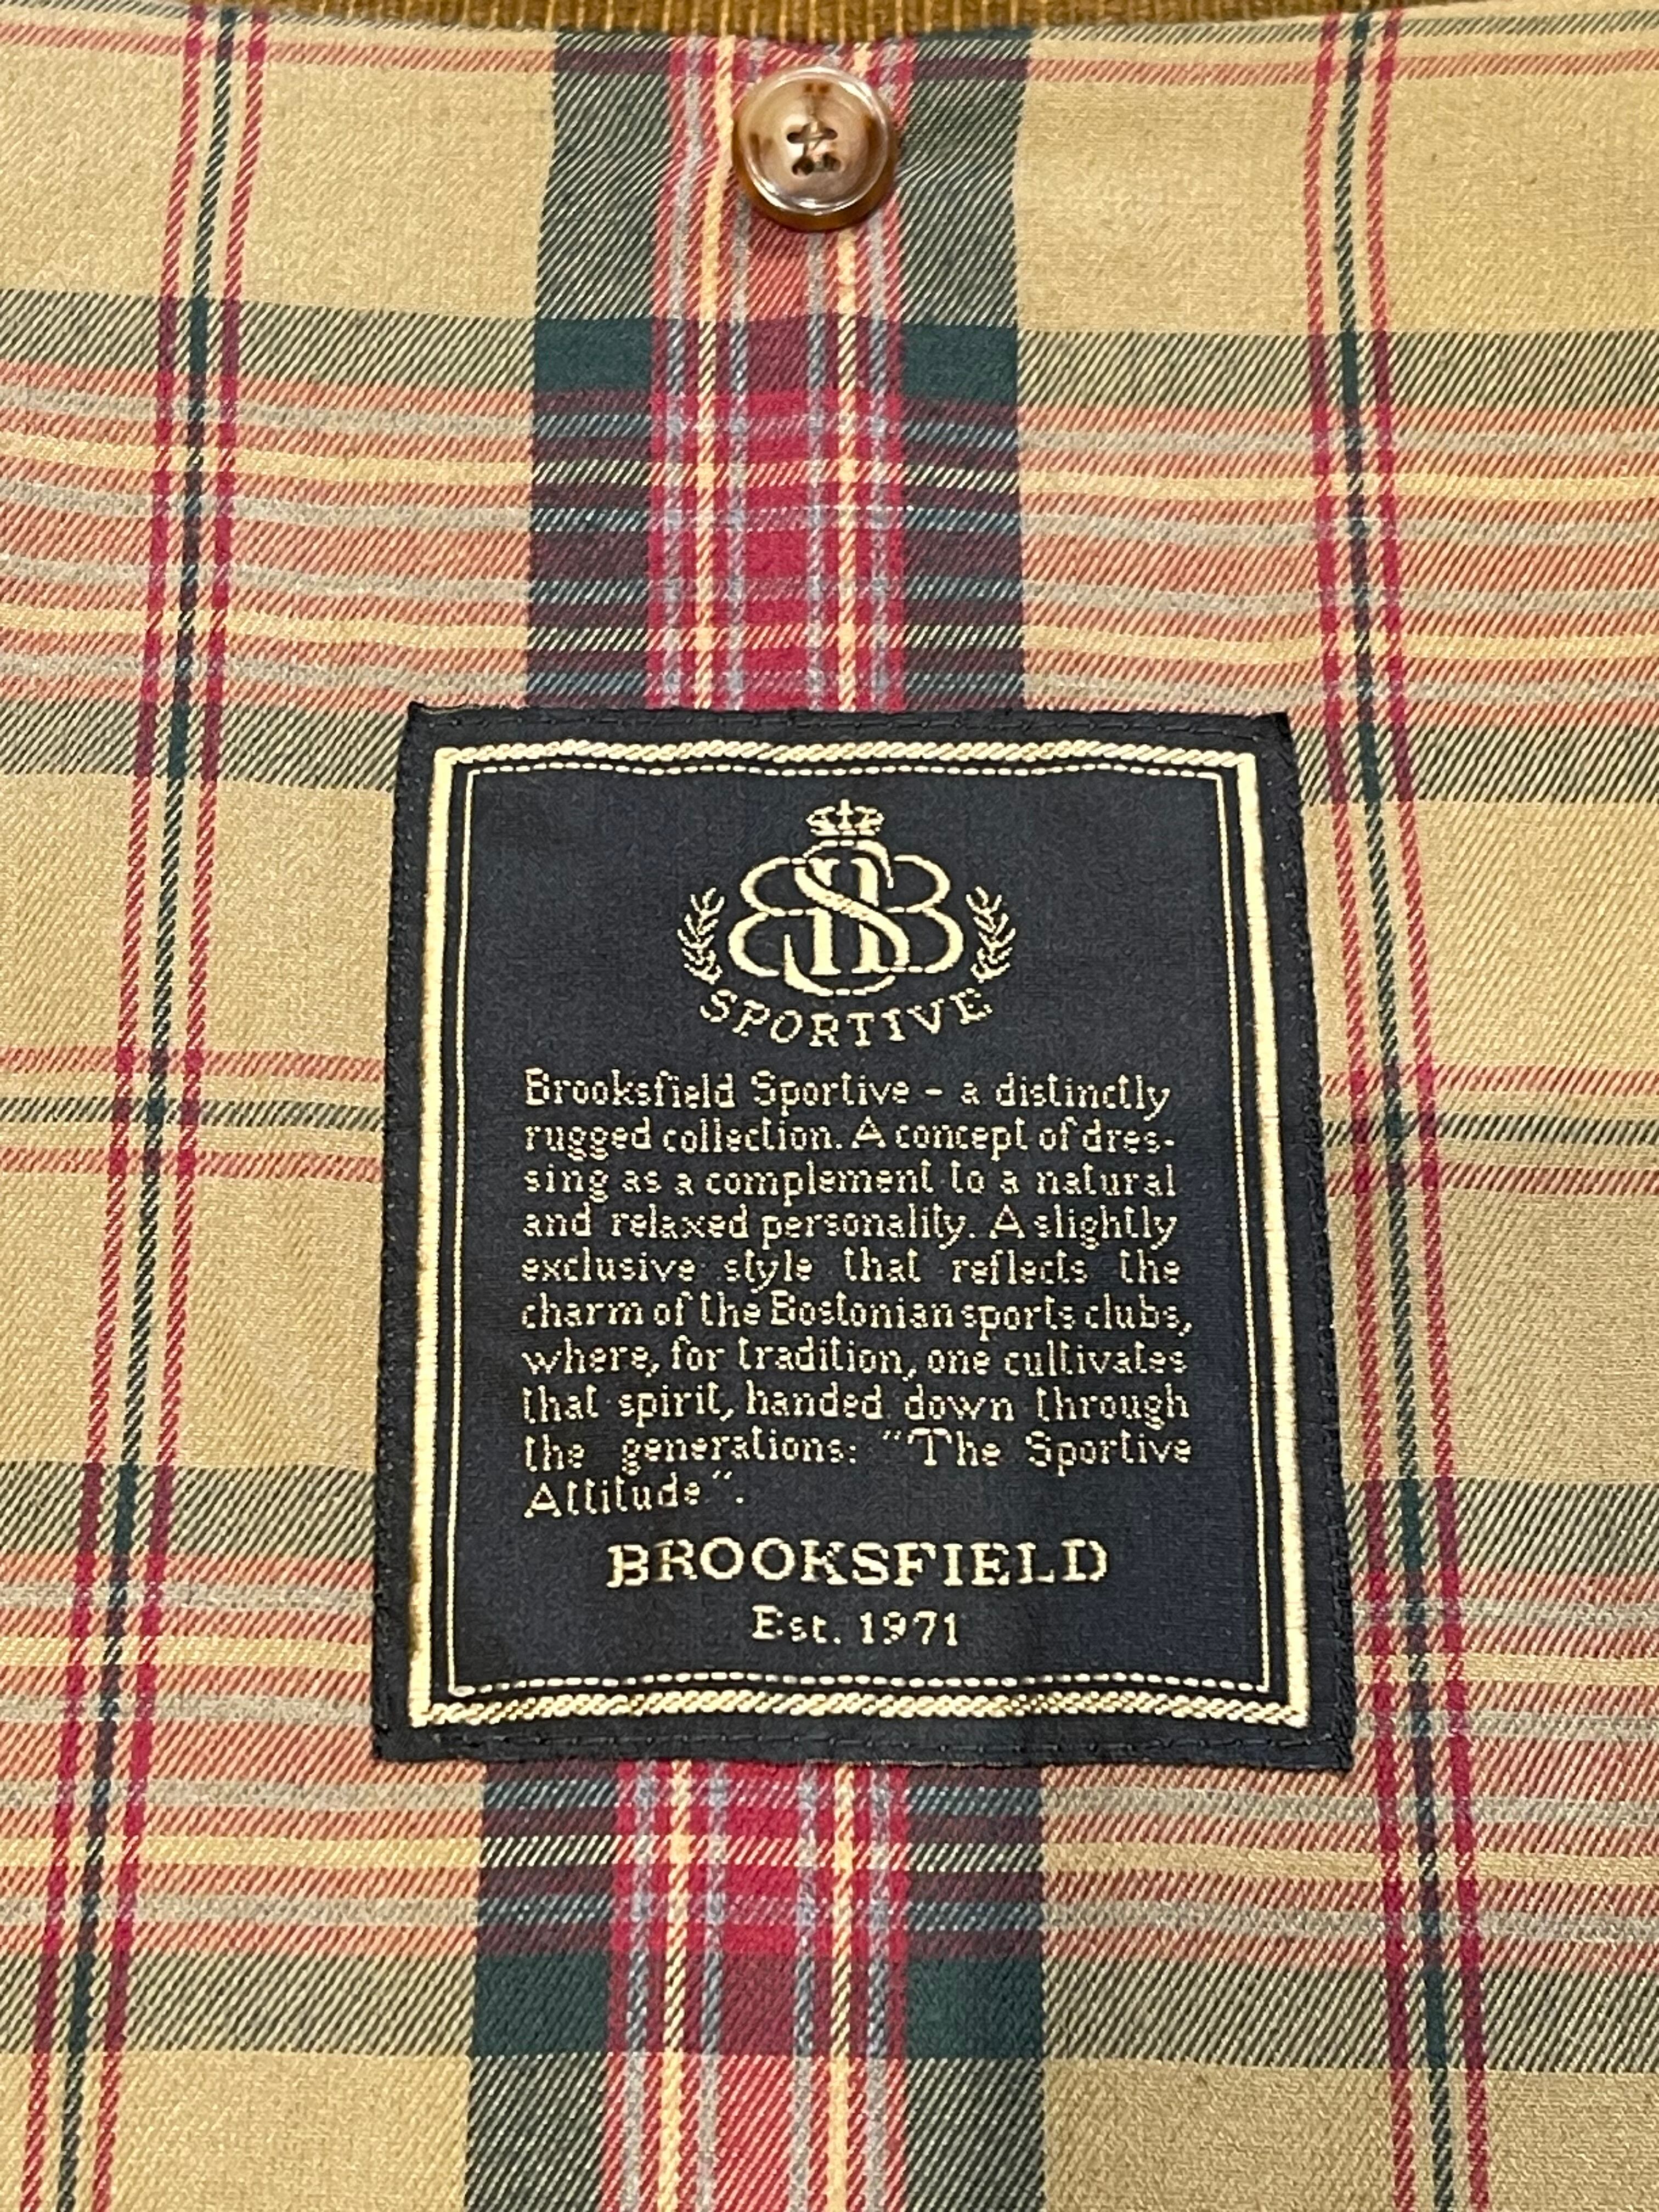 SPORTIVE
Brooksfield Sportive - a distinctly
rugged collection. A concept of dres-
sing as a complement to a natural
and relaxed personality. A slightly
exclusive style that reflects the
charm of the Bostonian sports clubs,
where, for tradition, one cultivates
that spirit, handed down through
the generations: "The Sportive
Attitude".
BROOKSFIELD
Est. 1971